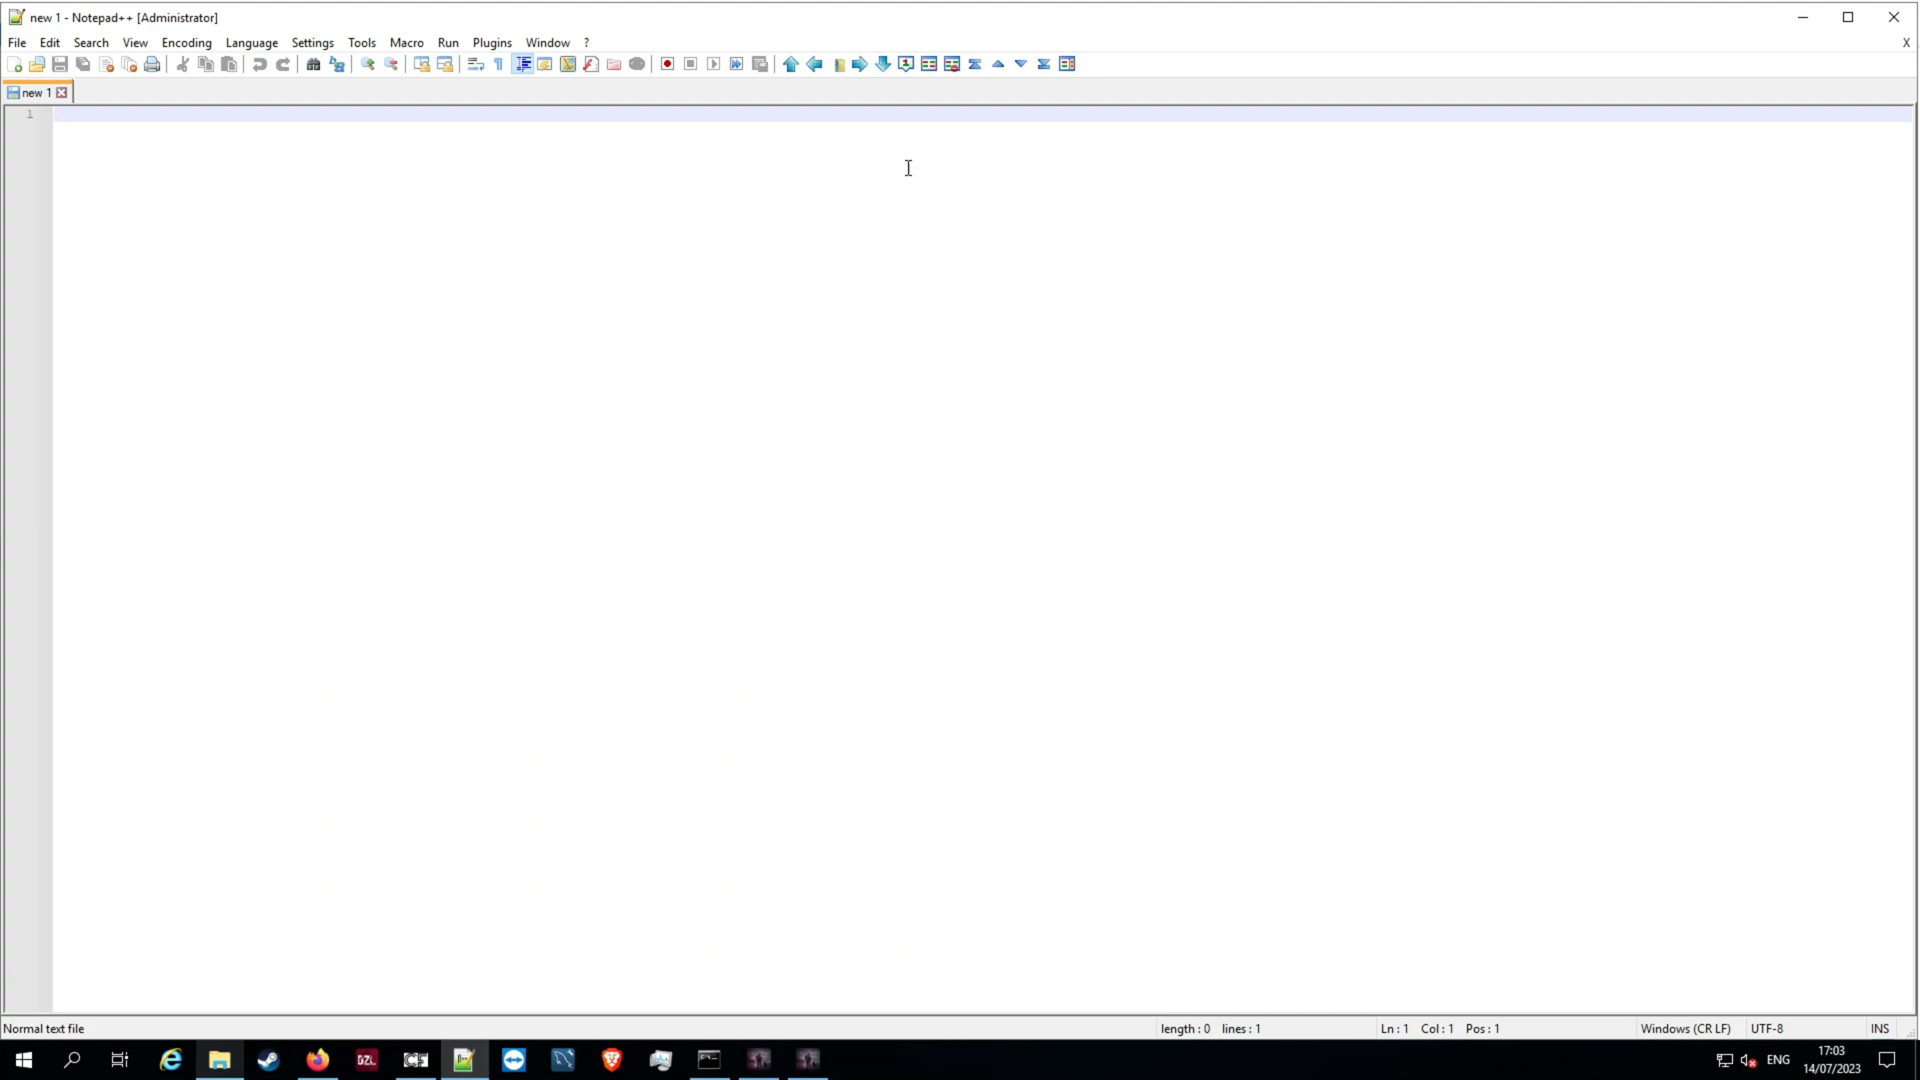 new 1 - Notepad++ [Administrator]
File Edit Search View Encoding Language Settings Tools Macro Run Plugins Window ? X
new 1
1
Normal text file length : 0 lines : 1 Ln : 1 Col : 1 Pos : 1 Windows (CR LF) UTF-8 INS
DZL CF ENG 17:03
14/07/2023